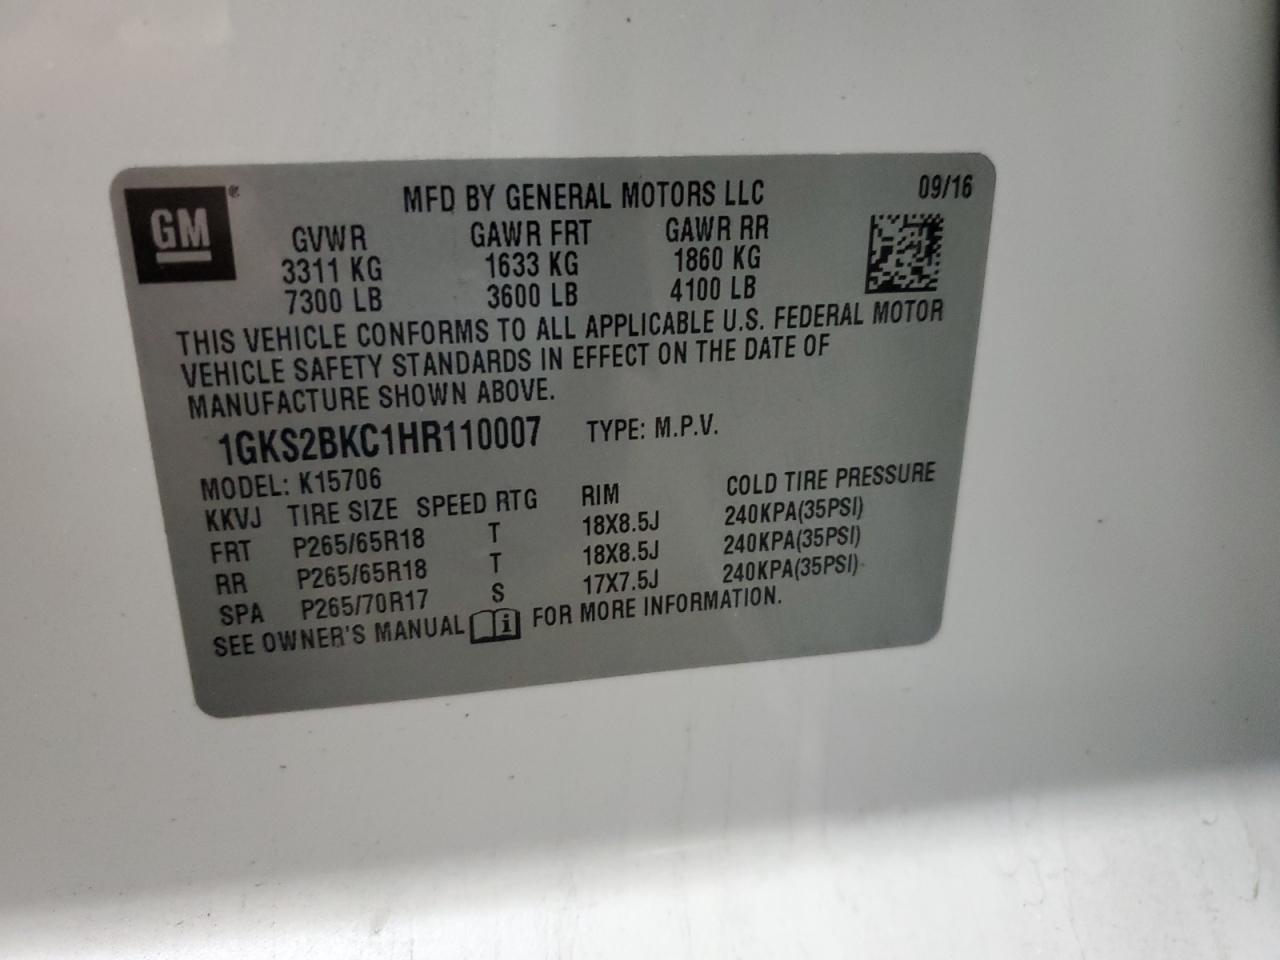 GM ® MFD BY GENERAL MOTORS LLC 09/16
GVWR GAWR FRT GAWR RR
3311 KG 1633 KG 1860 KG
7300 LB 3600 LB 4100 LB
THIS VEHICLE CONFORMS TO ALL APPLICABLE U.S. FEDERAL MOTOR
VEHICLE SAFETY STANDARDS IN EFFECT ON THE DATE OF
MANUFACTURE SHOWN ABOVE.
1GKS2BKC1HR110007 TYPE: M.P.V.
MODEL: K15706
KKVJ TIRE SIZE SPEED RTG RIM COLD TIRE PRESSURE
FRT P265/65R18 T 18X8.5J 240KPA(35PSI)
RR P265/65R18 T 18X8.5J 240KPA(35PSI)
SPA P265/70R17 S 17X7.5J 240KPA(35PSI)
SEE OWNER'S MANUAL i FOR MORE INFORMATION.